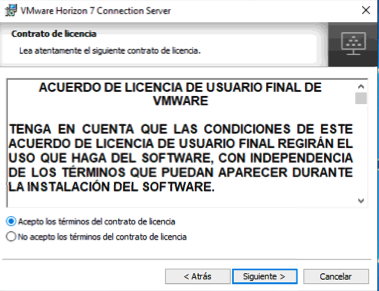 VMware Horizon 7 Connection Server
Contrato de licencia
Lea atentamente el siguiente contrato de licencia.
ACUERDO DE LICENCIA DE USUARIO FINAL DE
VMWARE
TENGA EN CUENTA QUE LAS CONDICIONES DE ESTE
ACUERDO DE LICENCIA DE USUARIO FINAL REGIRÁN EL
USO QUE HAGA DEL SOFTWARE, CON INDEPENDENCIA
DE LOS TÉRMINOS QUE PUEDAN APARECER DURANTE
LA INSTALACIÓN DEL SOFTWARE.
Acepto los términos del contrato de licencia
No acepto los términos del contrato de licencia
< Atrás
Siguiente >
Cancelar